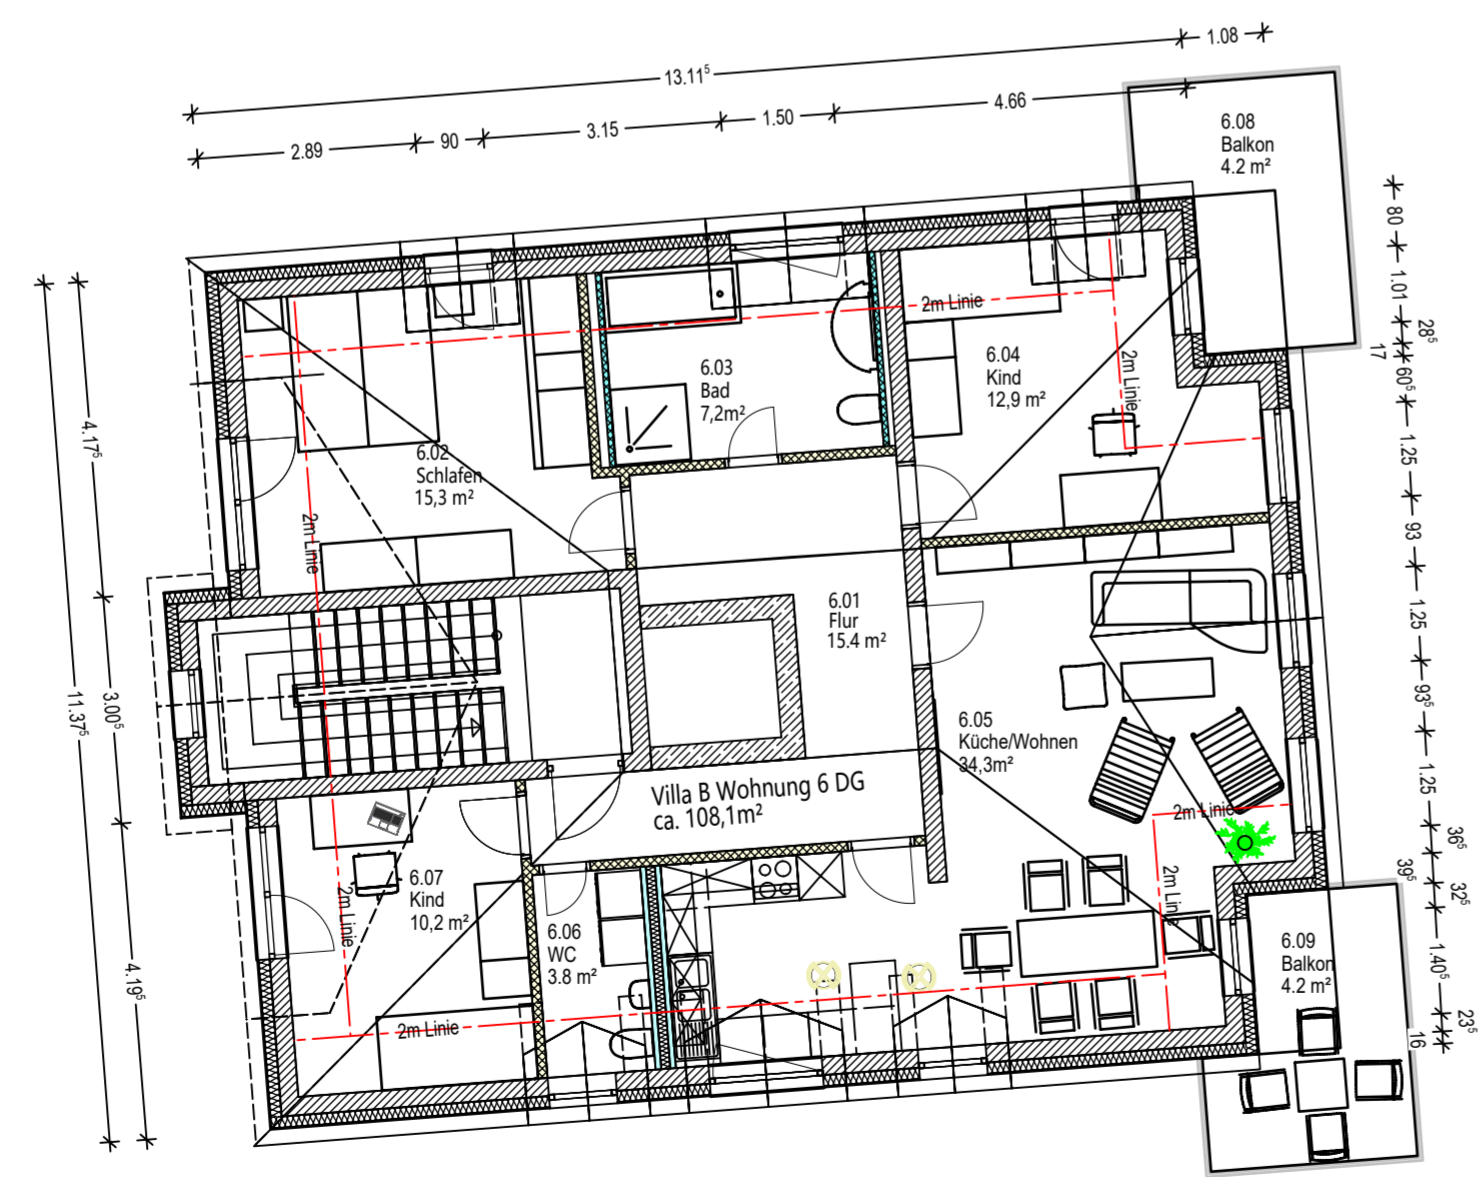 1.08
13.11⁵
4.66
1.50
3.15
90
2.89
6.08
Balkon
4.2 m²
80
1.01
28⁵
17
60⁵
1.25
93
1.25
93⁵
1.25
36⁵
39⁵
32⁵
1.40⁵
23⁵
16
4.17⁵
3.00⁵
11.37⁵
4.19⁵
2m Linie
6.03
Bad
7,2m²
6.04
Kind
12,9 m²
2m Linie
6.02
Schlafen
15,3 m²
2m Linie
6.01
Flur
15.4 m²
6.05
Küche/Wohnen
34,3m²
Villa B Wohnung 6 DG
ca. 108,1m²
2m Linie
2m Linie
6.07
Kind
10,2 m²
2m Linie
6.06
WC
3.8 m²
2m Linie
6.09
Balkon
4.2 m²